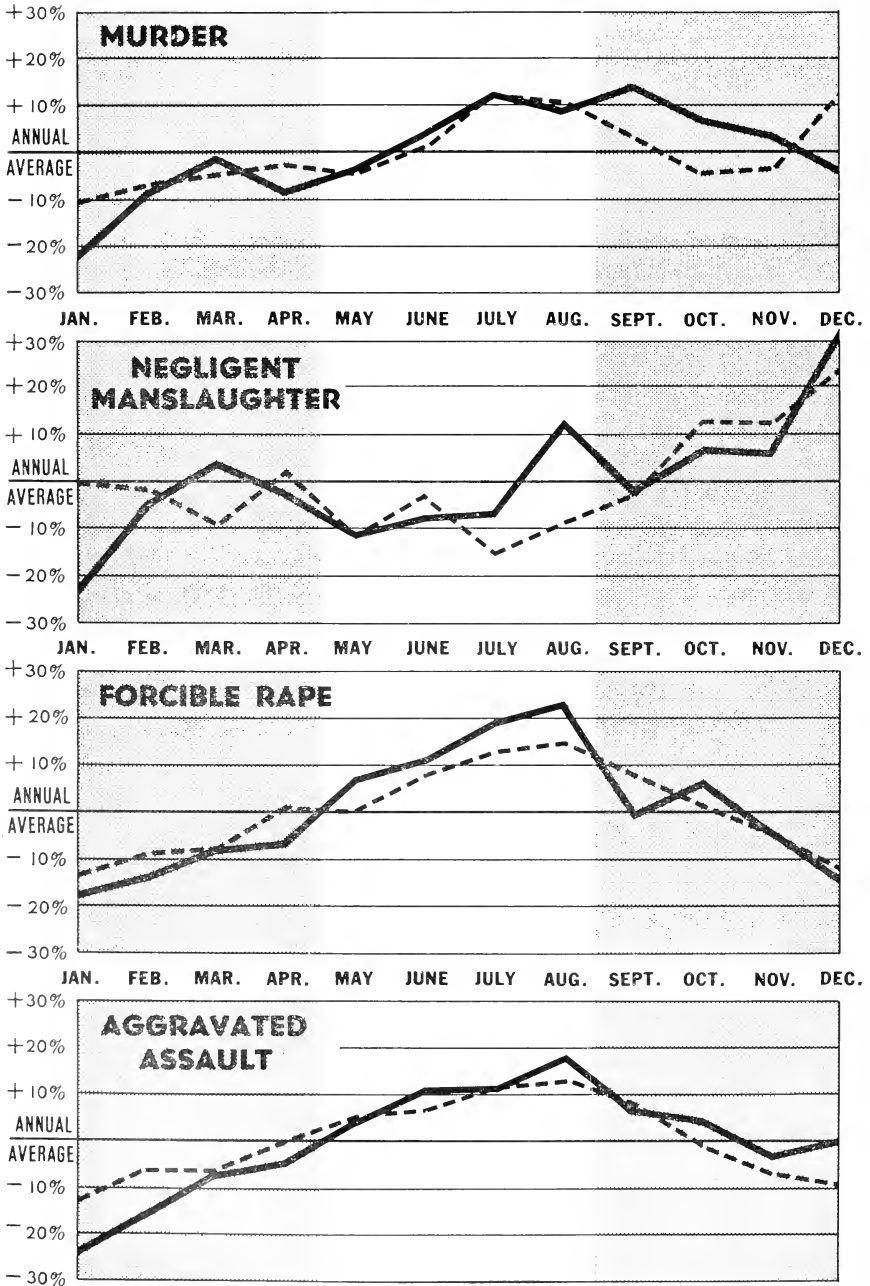 +30%
MURDER
+20%
+10%
ANNUAL
AVERAGE
-10%
-20%
-30%
JAN. FEB. MAR. APR. MAY JUNE JULY AUG. SEPT. OCT. NOV. DEC.
+30%
NEGLIGENT
MANSLAUGHTER
+20%
+10%
ANNUAL
AVERAGE
-10%
-20%
-30%
JAN. FEB. MAR. APR. MAY JUNE JULY AUG. SEPT. OCT. NOV. DEC.
+30%
FORCIBLE RAPE
+20%
+10%
ANNUAL
AVERAGE
-10%
-20%
-30%
JAN. FEB. MAR. APR. MAY JUNE JULY AUG. SEPT. OCT. NOV. DEC.
+30%
AGGRAVATED
ASSAULT
+20%
+10%
ANNUAL
AVERAGE
-10%
-20%
-30%